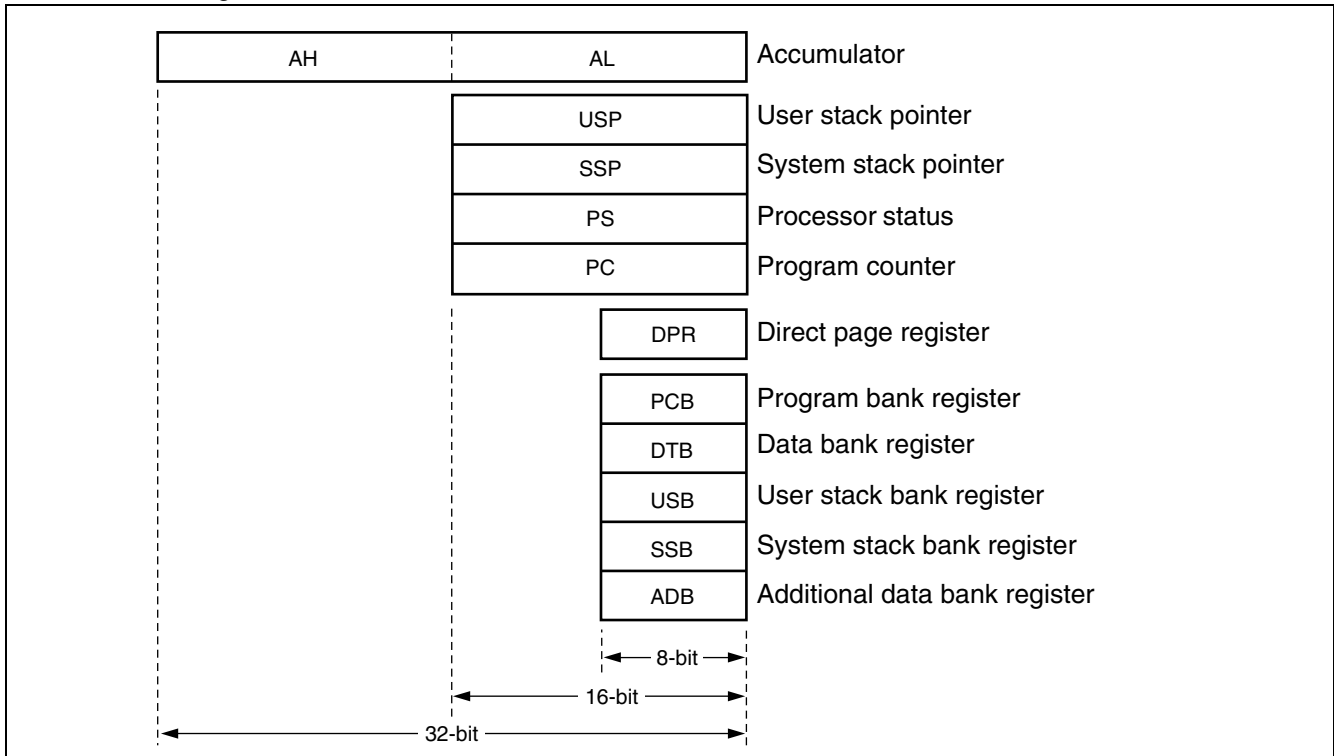 AH AL Accumulator
USP User stack pointer
SSP System stack pointer
PS Processor status
PC Program counter
DPR Direct page register
PCB Program bank register
DTB Data bank register
USB User stack bank register
SSB System stack bank register
ADB Additional data bank register
8-bit
16-bit
32-bit